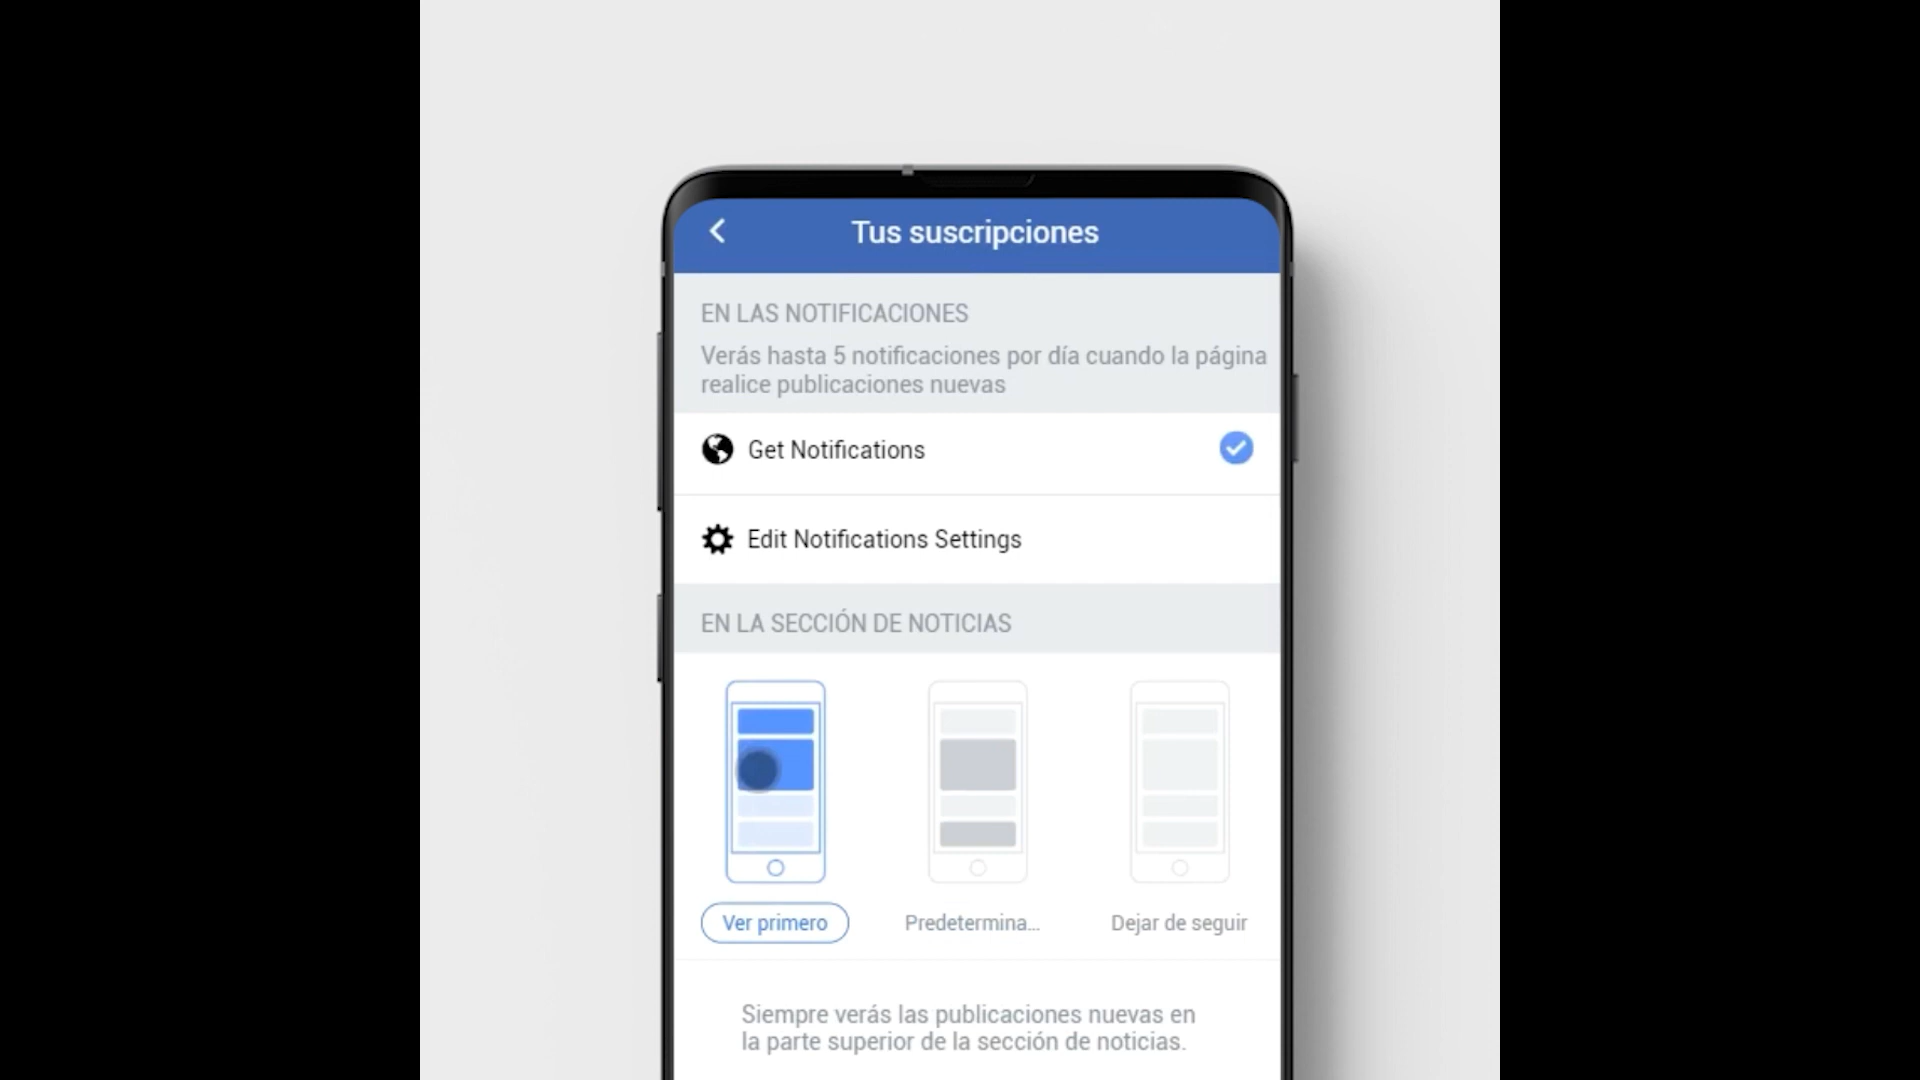 Tus suscripciones
EN LAS NOTIFICACIONES
Verás hasta 5 notificaciones por día cuando la página
realice publicaciones nuevas
Get Notifications
Edit Notifications Settings
EN LA SECCIÓN DE NOTICIAS
Ver primero
Predetermina...
Dejar de seguir
Siempre verás las publicaciones nuevas en
la parte superior de la sección de noticias.